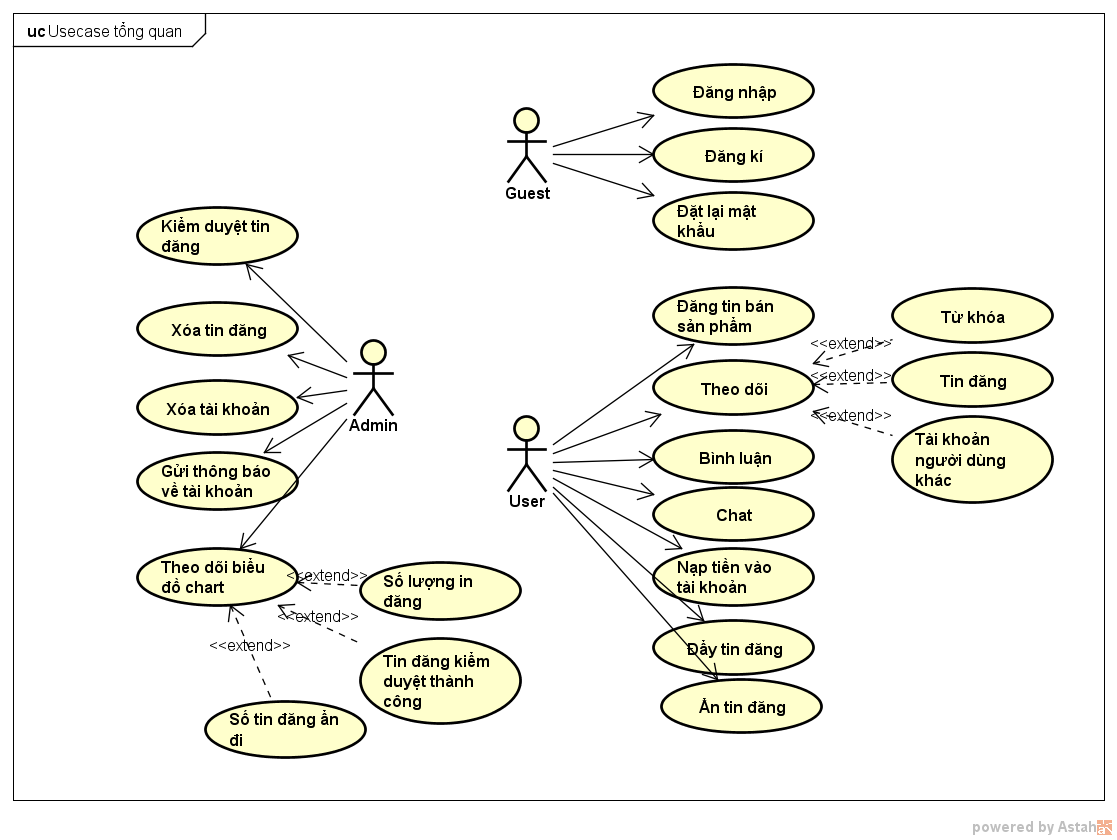 uc Usecase tổng quan
Đăng nhập
Đăng kí
Đặt lại mật
khẩu
Guest
Kiểm duyệt tin
đăng
Xóa tin đăng
Xóa tài khoản
Gửi thông báo
về tài khoản
Theo dõi biểu
đồ chart
Admin
<<extend>>
<<extend>>
<<extend>>
Số lượng in
đăng
Tin đăng kiểm
duyệt thành
công
Số tin đăng ẩn
đi
User
Đăng tin bán
sản phẩm
Theo dõi
Bình luận
Chat
Nạp tiền vào
tài khoản
Đẩy tin đăng
Ẩn tin đăng
<<extend>>
<<extend>>
<<extend>>
Từ khóa
Tin đăng
Tài khoản
người dùng
khác
powered by Astah